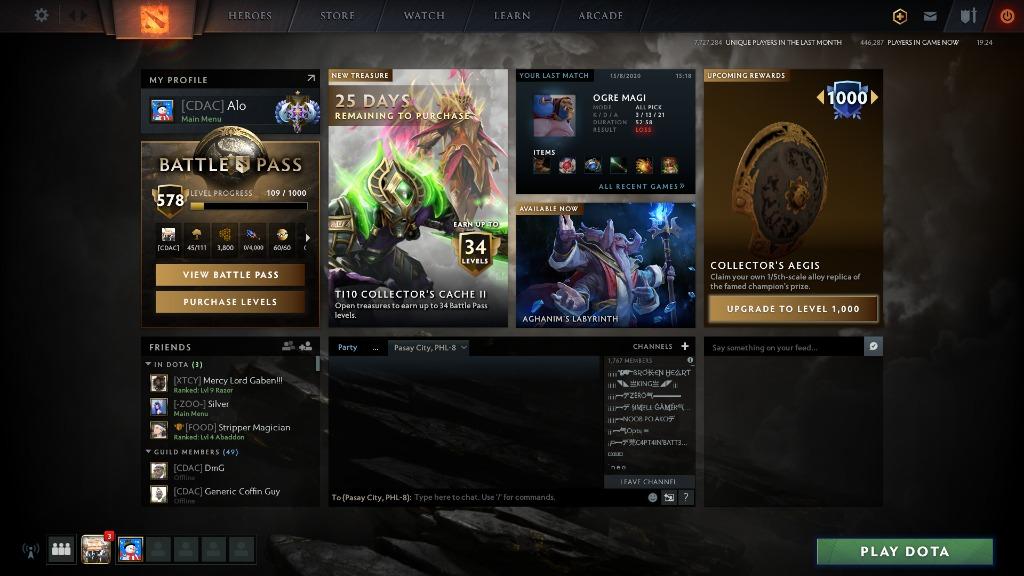 HEROES
STORE
WATCH
LEARN
ARCADE
7,727,284 UNIQUE PLAYERS IN THE LAST MONTH 446,287 PLAYERS IN GAME NOW 19:24
MY PROFILE
[CDAC] Alo
Main Menu
BATTLE PASS
578
LEVEL PROGRESS 109 / 1000
[CDAC] 45/111 3,800 0/4,000 60/60
VIEW BATTLE PASS
PURCHASE LEVELS
NEW TREASURE
25 DAYS
REMAINING TO PURCHASE
EARN UP TO
34
LEVELS
TI10 COLLECTOR'S CACHE II
Open treasures to earn up to 34 Battle Pass
levels.
YOUR LAST MATCH 15/8/2020 15:18
OGRE MAGI
MODE ALL PICK
K / D / A 3 / 13 / 21
DURATION 52:58
RESULT LOSS
ITEMS
ALL RECENT GAMES
AVAILABLE NOW
AGHANIM'S LABYRINTH
UPCOMING REWARDS
1000
COLLECTOR'S AEGIS
Claim your own 1/5th-scale alloy replica of
the famed champion's prize.
UPGRADE TO LEVEL 1,000
FRIENDS
IN DOTA (3)
[XTCY] Mercy Lord Gaben!!!
Ranked: Lvl 9 Razor
[-ZOO-] Silver
Main Menu
[FOOD] Stripper Magician
Ranked: Lvl 4 Abaddon
GUILD MEMBERS (49)
[CDAC] DmG
Offline
[CDAC] Generic Coffin Guy
Offline
Party ... Pasay City, PHL-8
CHANNELS +
1,767 MEMBERS
LEAVE CHANNEL
To (Pasay City, PHL-8): Type here to chat. Use '/' for commands.
?
Say something on your feed...
3
PLAY DOTA